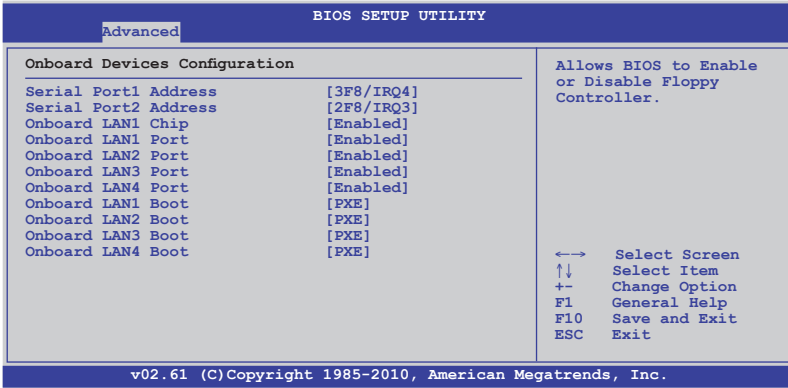 BIOS SETUP UTILITY
Advanced
Onboard Devices Configuration
Serial Port1 Address [3F8/IRQ4]
Serial Port2 Address [2F8/IRQ3]
Onboard LAN1 Chip [Enabled]
Onboard LAN1 Port [Enabled]
Onboard LAN2 Port [Enabled]
Onboard LAN3 Port [Enabled]
Onboard LAN4 Port [Enabled]
Onboard LAN1 Boot [PXE]
Onboard LAN2 Boot [PXE]
Onboard LAN3 Boot [PXE]
Onboard LAN4 Boot [PXE]
Allows BIOS to Enable
or Disable Floppy
Controller.
←→ Select Screen
↑↓ Select Item
+- Change Option
F1 General Help
F10 Save and Exit
ESC Exit
v02.61 (C)Copyright 1985-2010, American Megatrends, Inc.